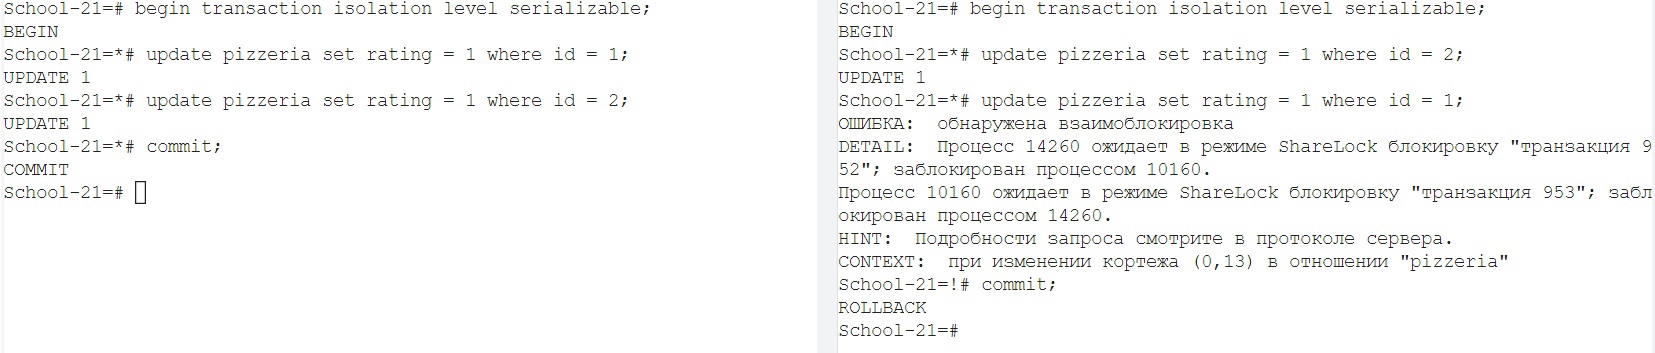 School-21=# begin transaction isolation level serializable;
BEGIN
School-21=*# update pizzeria set rating = 1 where id = 1;
UPDATE 1
School-21=*# update pizzeria set rating = 1 where id = 2;
UPDATE 1
School-21=*# commit;
COMMIT
School-21=#
School-21=# begin transaction isolation level serializable;
BEGIN
School-21=*# update pizzeria set rating = 1 where id = 2;
UPDATE 1
School-21=*# update pizzeria set rating = 1 where id = 1;
ОШИБКА:  обнаружена взаимоблокировка
DETAIL:  Процесс 14260 ожидает в режиме ShareLock блокировку "транзакция 9
52"; заблокирован процессом 10160.
Процесс 10160 ожидает в режиме ShareLock блокировку "транзакция 953"; забл
окирован процессом 14260.
HINT:  Подробности запроса смотрите в протоколе сервера.
CONTEXT:  при изменении кортежа (0,13) в отношении "pizzeria"
School-21=!# commit;
ROLLBACK
School-21=#